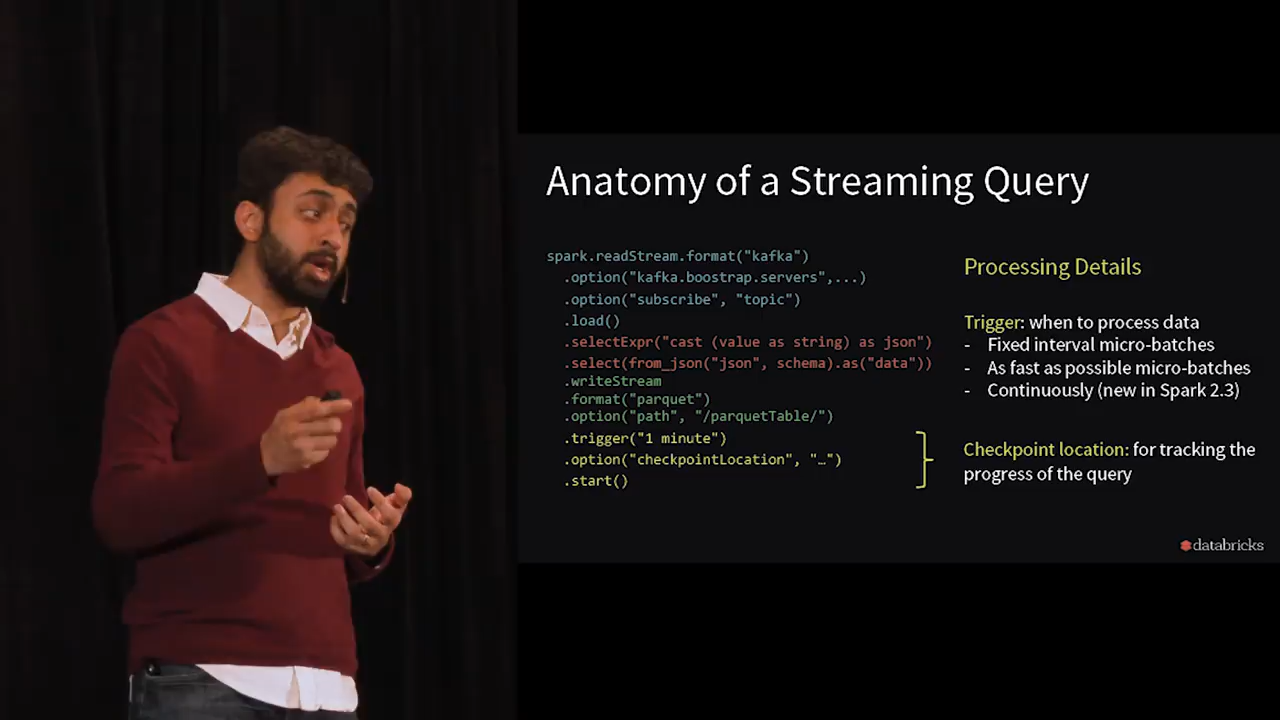 Anatomy of a Streaming Query
spark.readStream.format("kafka")
.option("kafka.boostrap.servers",...)
.option("subscribe", "topic")
.load()
.selectExpr("cast (value as string) as json")
.select(from_json("json", schema).as("data"))
.writeStream
.format("parquet")
.option("path", "/parquetTable/")
.trigger("1 minute")
.option("checkpointLocation", "…")
.start()
Processing Details
Trigger: when to process data
- Fixed interval micro-batches
- As fast as possible micro-batches
- Continuously (new in Spark 2.3)
Checkpoint location: for tracking the
progress of the query
databricks